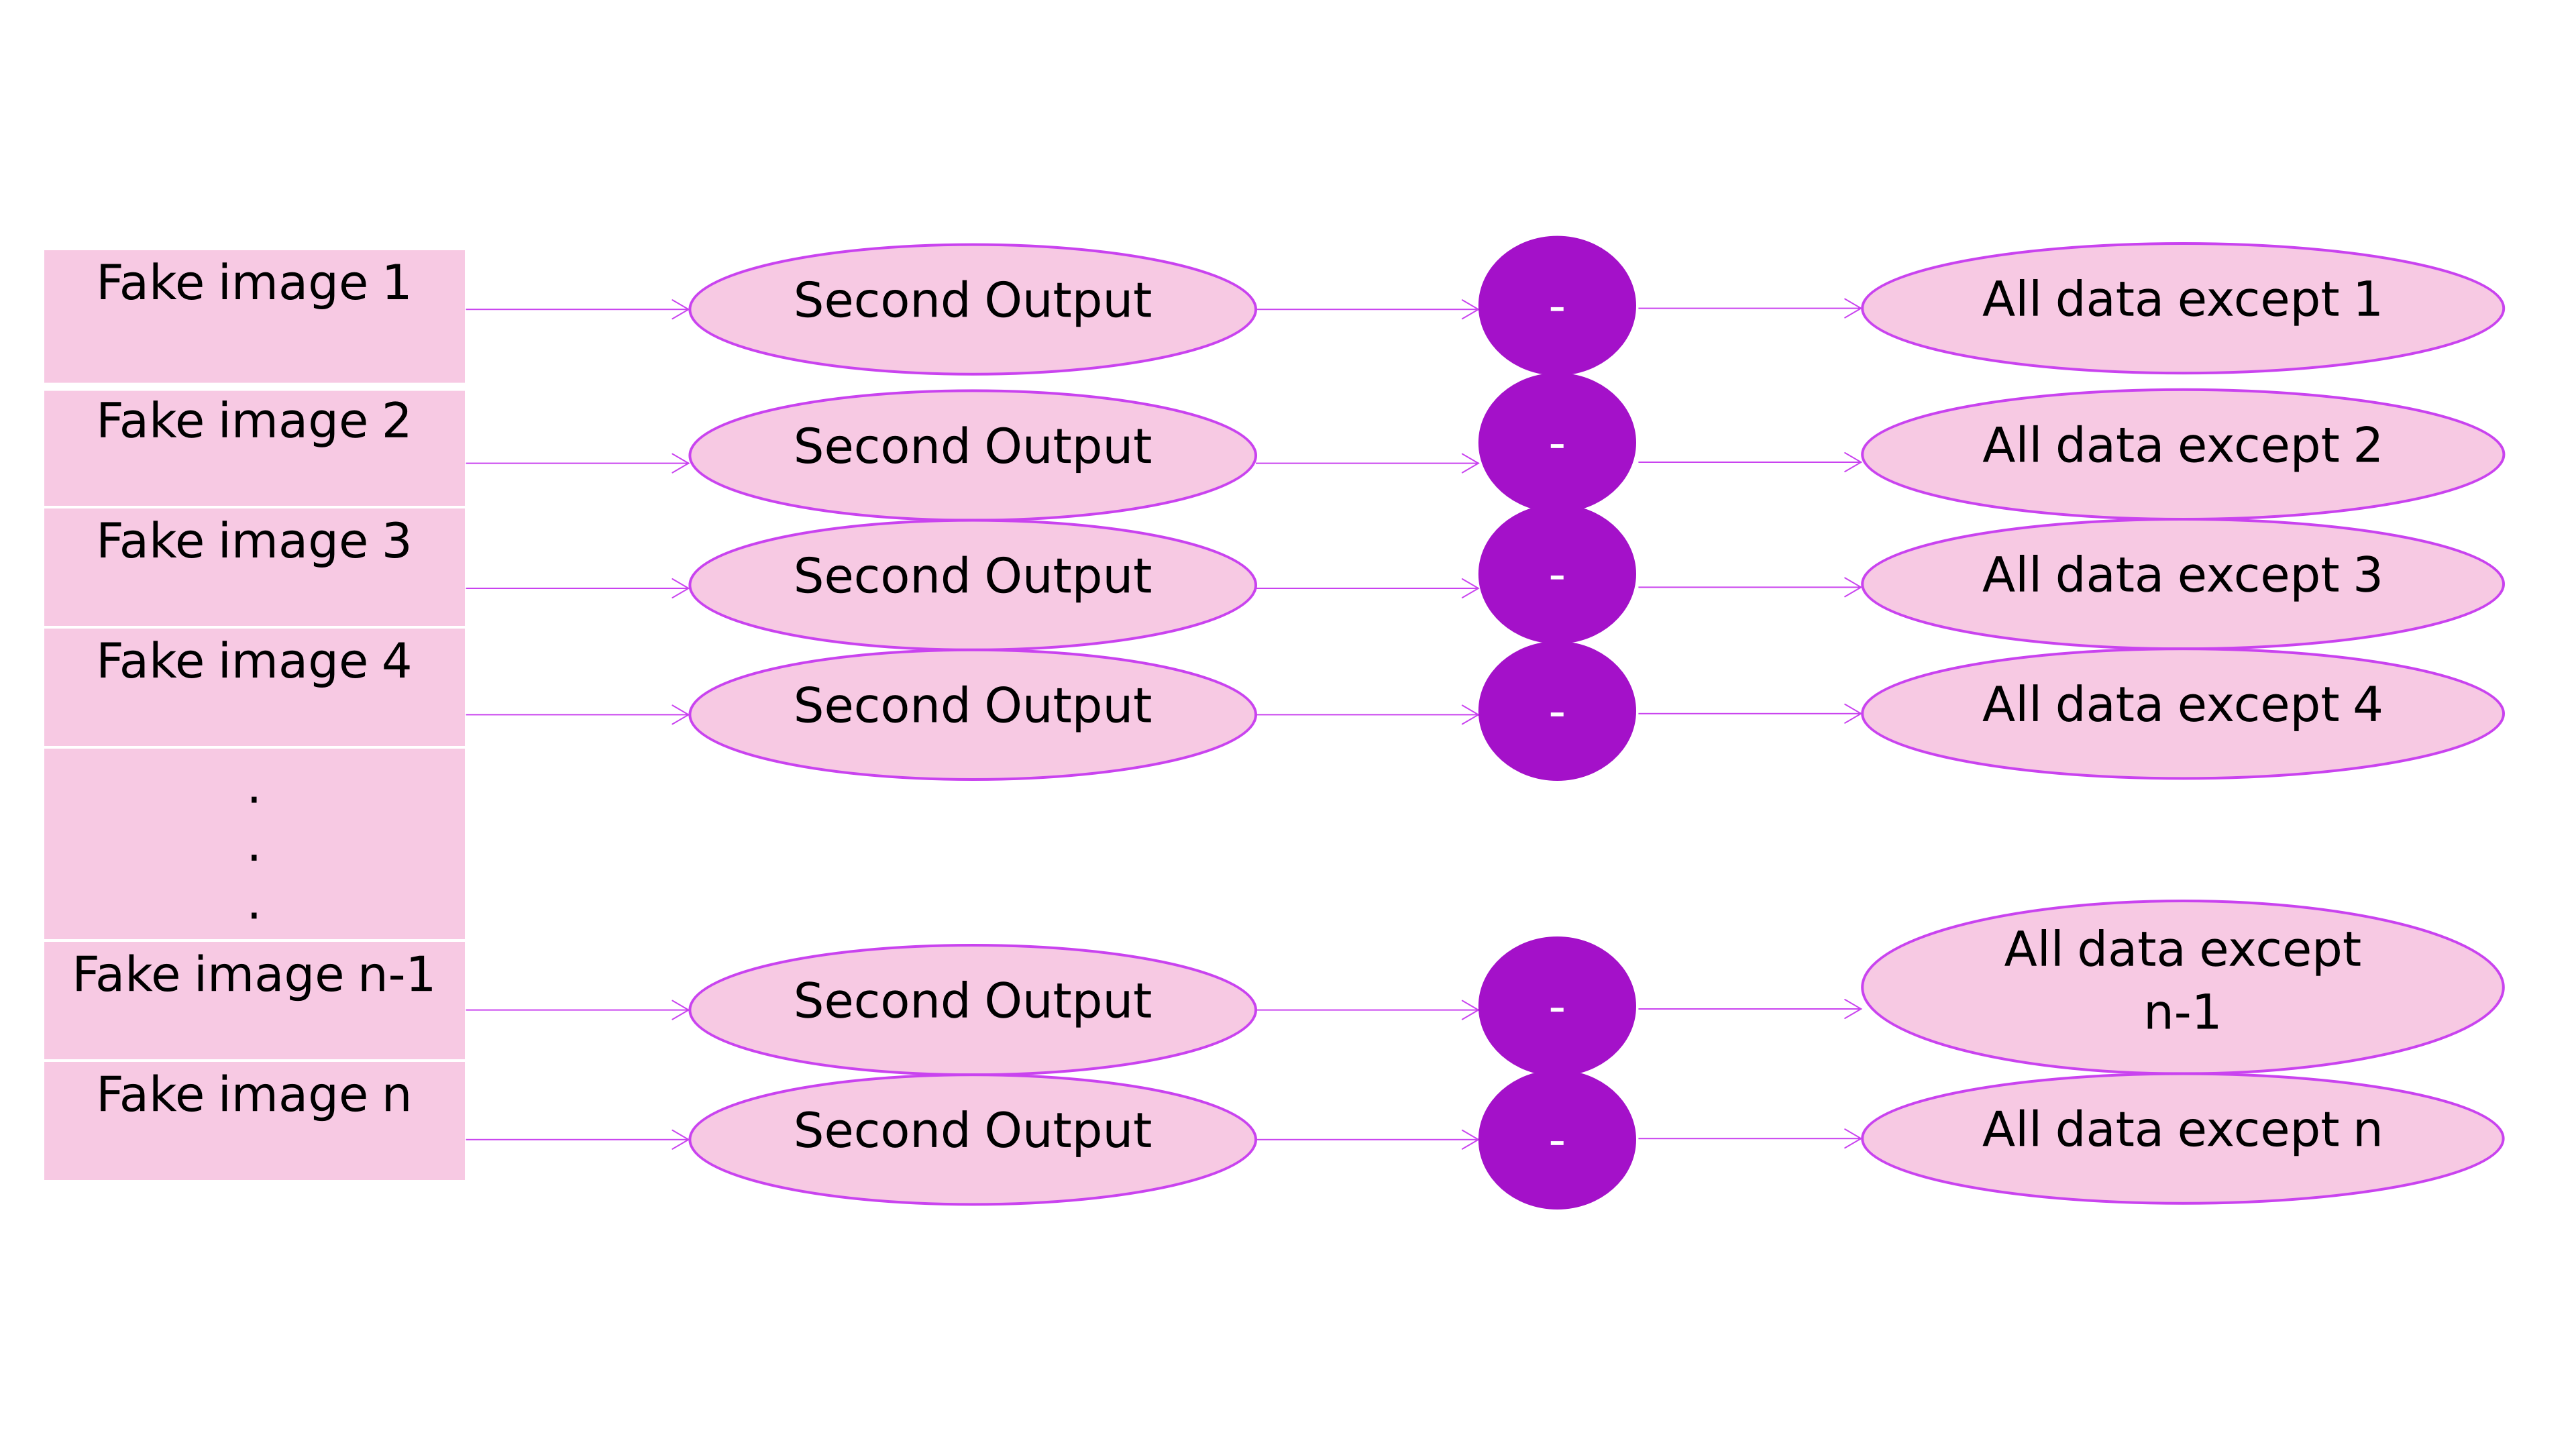 Fake image 1
Second Output
-
All data except 1
Fake image 2
Second Output
-
All data except 2
Fake image 3
Second Output
-
All data except 3
Fake image 4
Second Output
-
All data except 4
.
.
.
Fake image n-1
Second Output
-
All data except
n-1
Fake image n
Second Output
-
All data except n